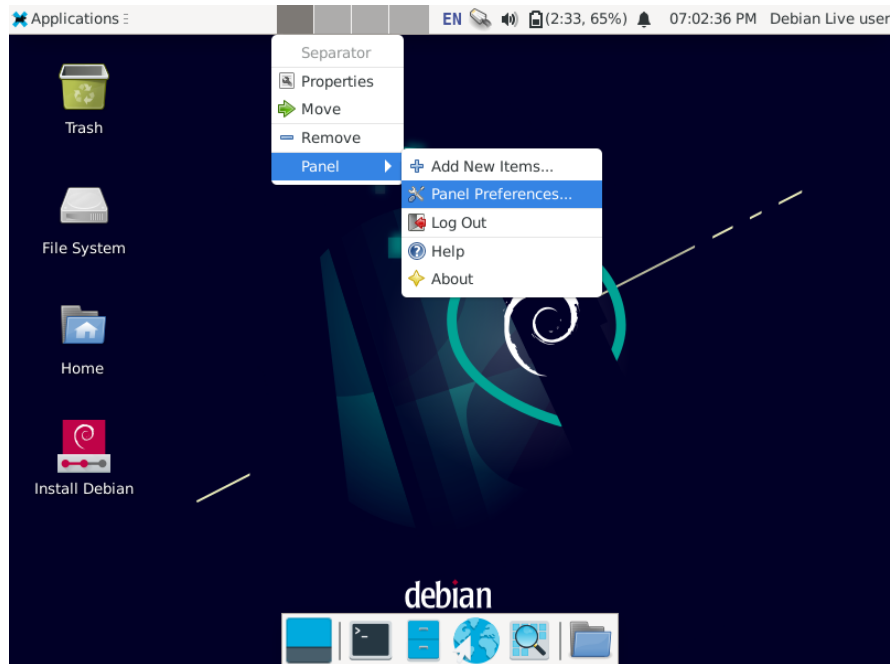 Applications
EN (2:33, 65%) 07:02:36 PM Debian Live user
Separator
Properties
Move
Remove
Panel
Add New Items...
Panel Preferences...
Log Out
Help
About
Trash
File System
Home
Install Debian
debian
>_